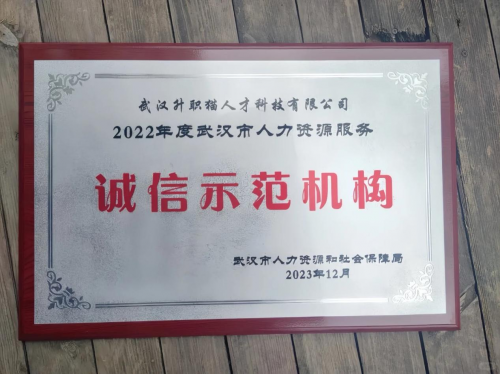 武汉升职猫人才科技有限公司
2022年度武汉市人力资源服务
诚信示范机构
武汉市人力资源和社会保障局
2023年12月